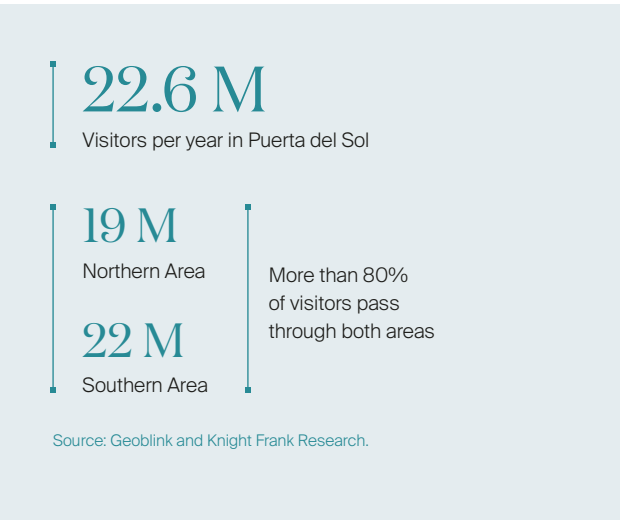 22.6 M
Visitors per year in Puerta del Sol
19 M
Northern Area
22 M
Southern Area
More than 80%
of visitors pass
through both areas
Source: Geoblink and Knight Frank Research.